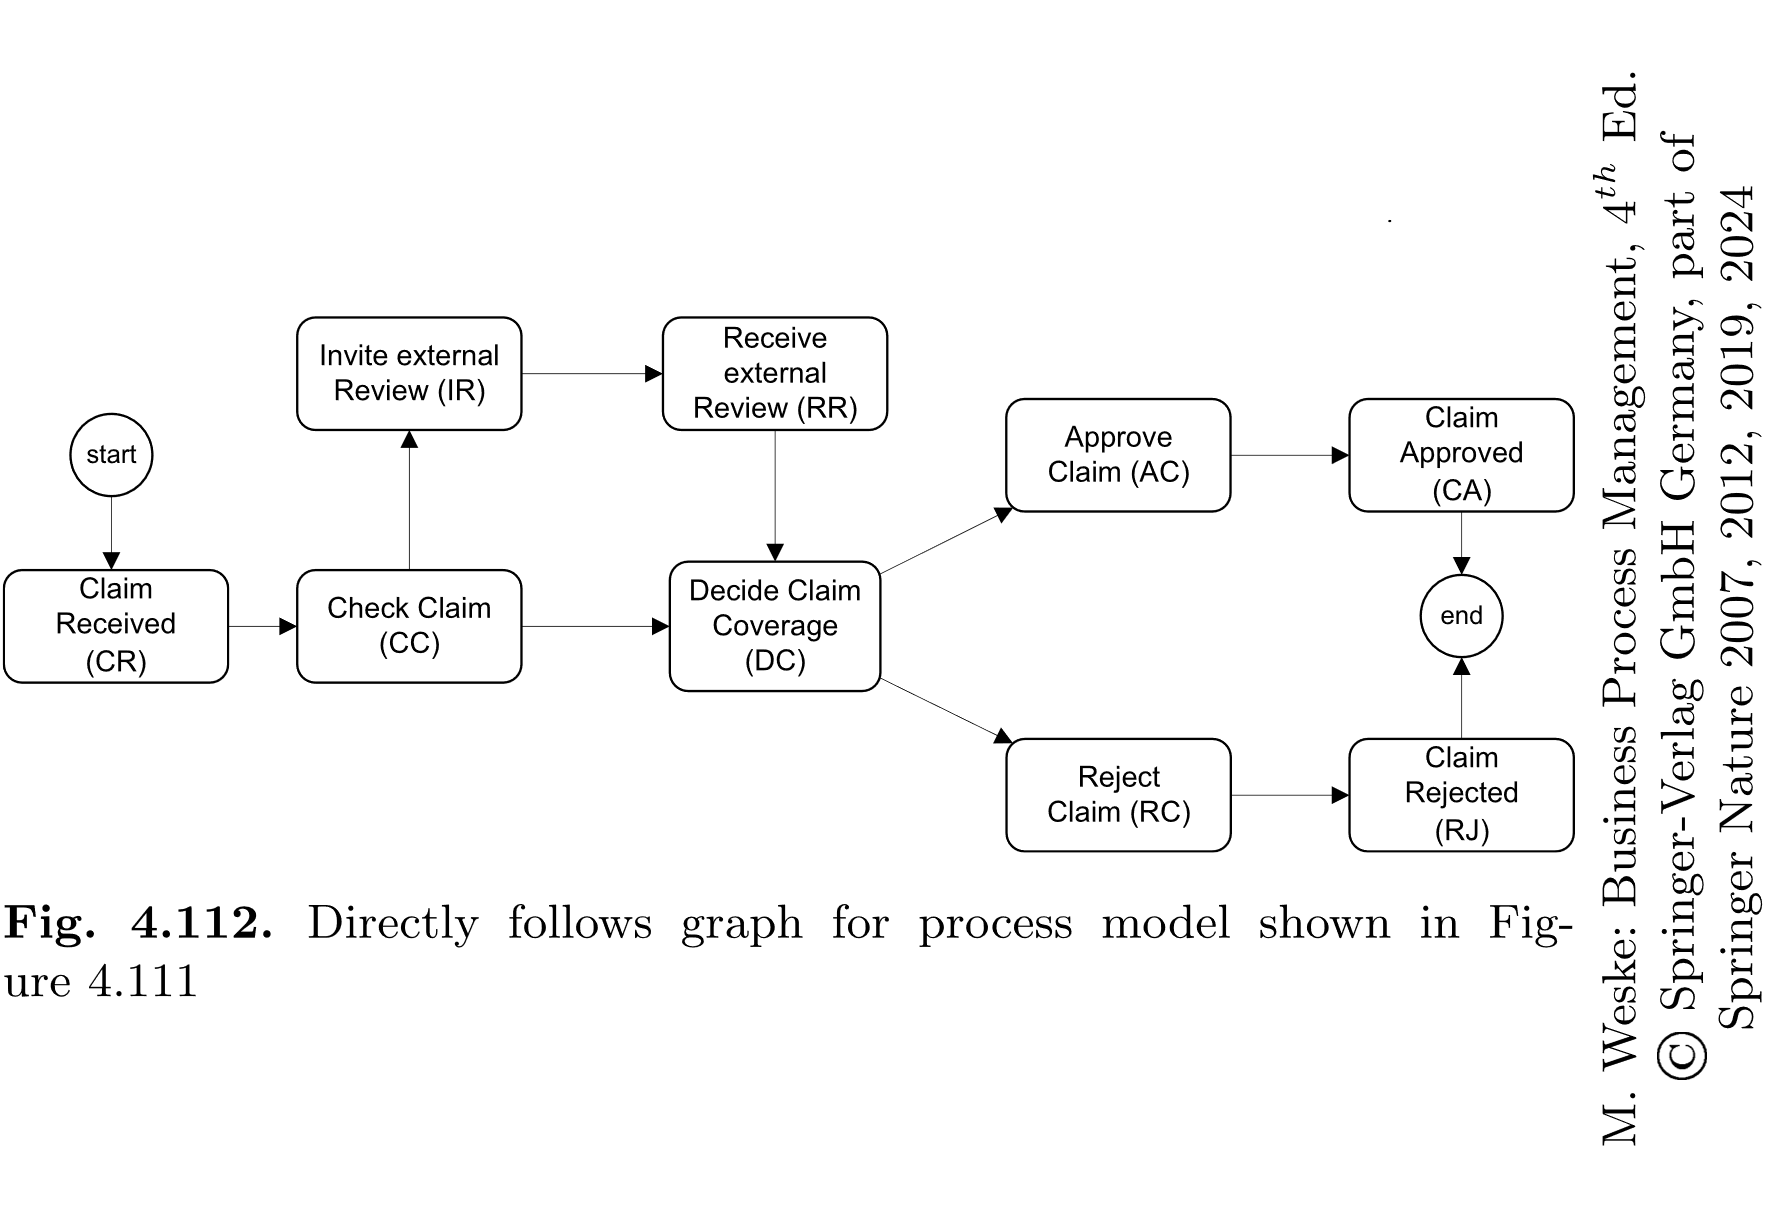 start
Claim
Received
(CR)
Invite external
Review (IR)
Check Claim
(CC)
Receive
external
Review (RR)
Decide Claim
Coverage
(DC)
Approve
Claim (AC)
Claim
Approved
(CA)
end
Reject
Claim (RC)
Claim
Rejected
(RJ)
Fig. 4.112. Directly follows graph for process model shown in Fig-
ure 4.111
M. Weske: Business Process Management, 4th Ed.
© Springer-Verlag GmbH Germany, part of
Springer Nature 2007, 2012, 2019, 2024